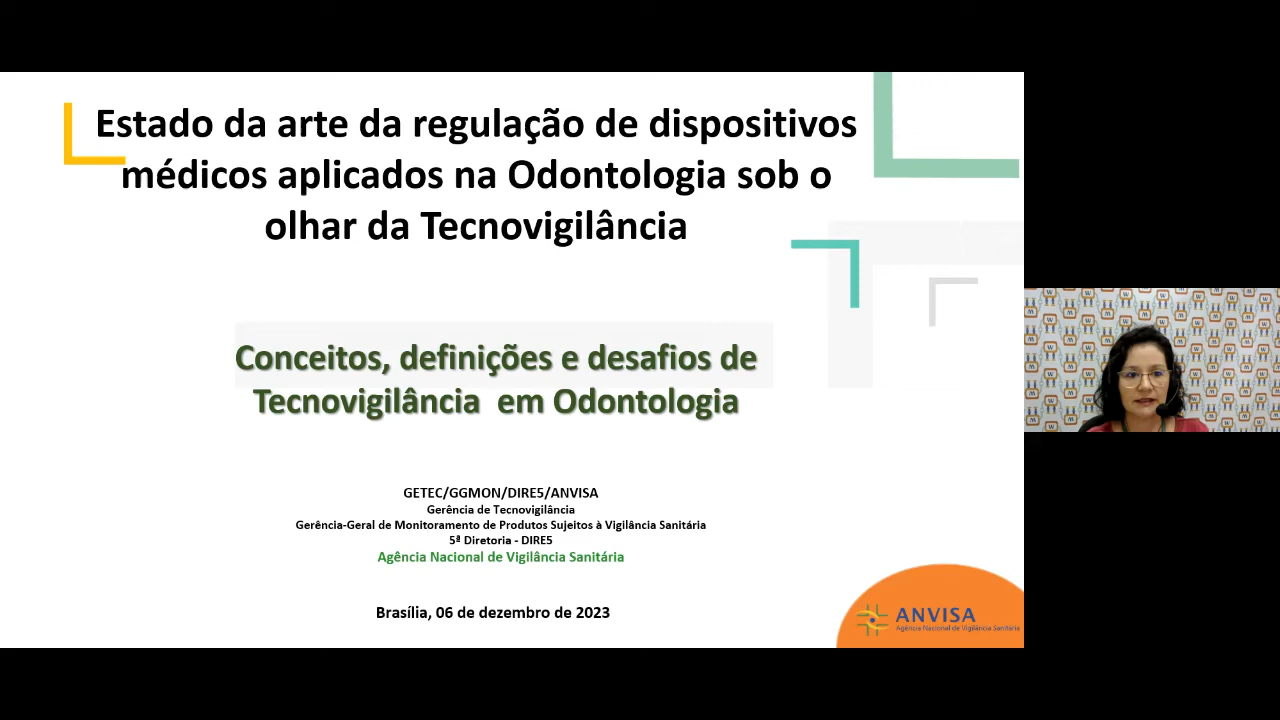 Estado da arte da regulação de dispositivos
médicos aplicados na Odontologia sob o
olhar da Tecnovigilância
Conceitos, definições e desafios de
Tecnovigilância em Odontologia
GETEC/GGMON/DIRE5/ANVISA
Gerência de Tecnovigilância
Gerência-Geral de Monitoramento de Produtos Sujeitos à Vigilância Sanitária
5ª Diretoria - DIRE5
Agência Nacional de Vigilância Sanitária
Brasília, 06 de dezembro de 2023
ANVISA
Agência Nacional de Vigilância Sanitária